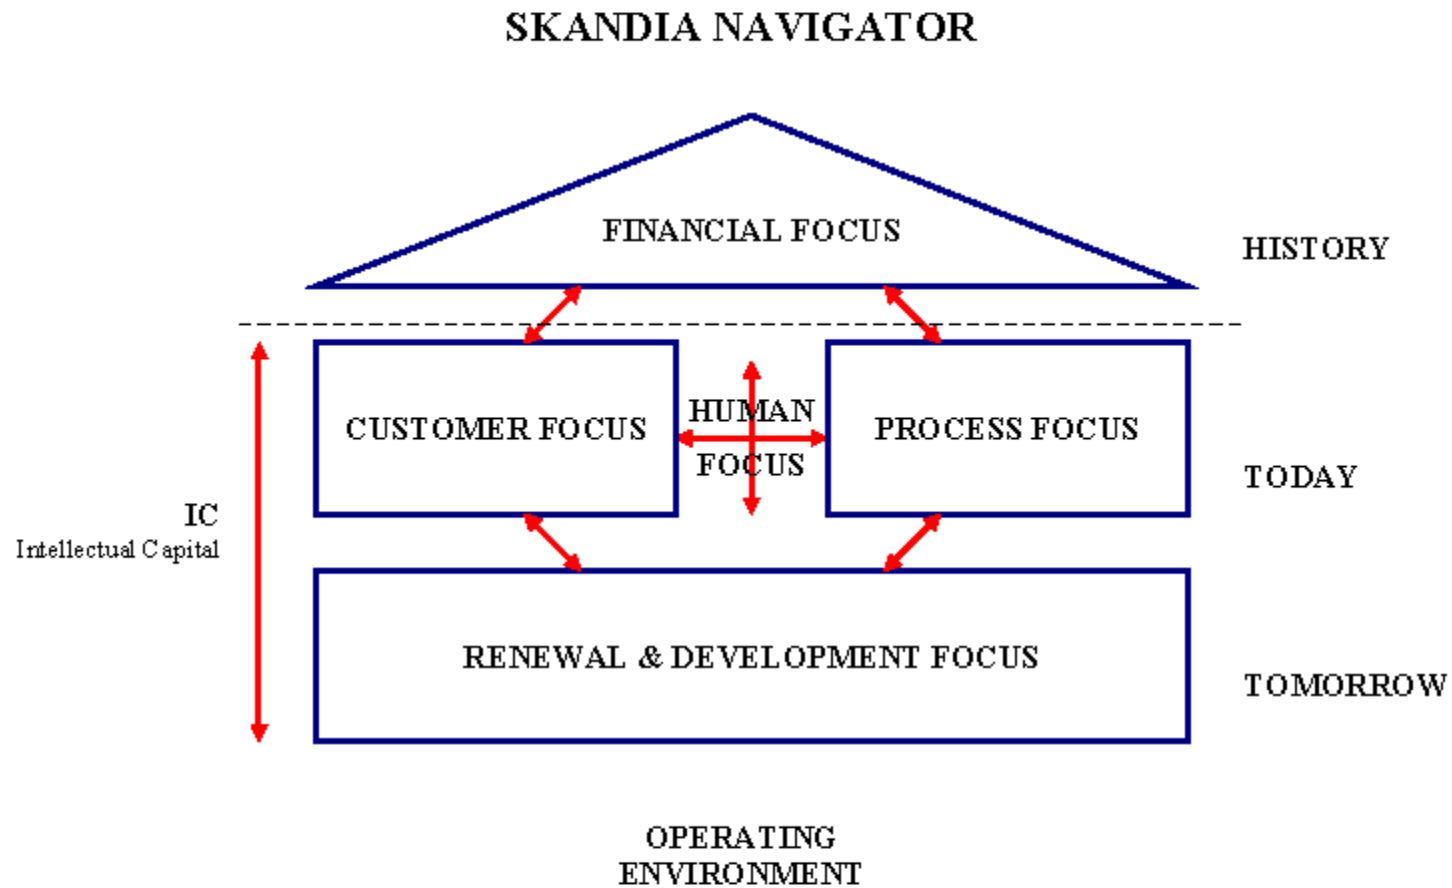 SKANDIA NAVIGATOR
FINANCIAL FOCUS
HISTORY
CUSTOMER FOCUS
HUMAN
FOCUS
PROCESS FOCUS
TODAY
IC
Intellectual Capital
RENEWAL & DEVELOPMENT FOCUS
TOMORROW
OPERATING
ENVIRONMENT